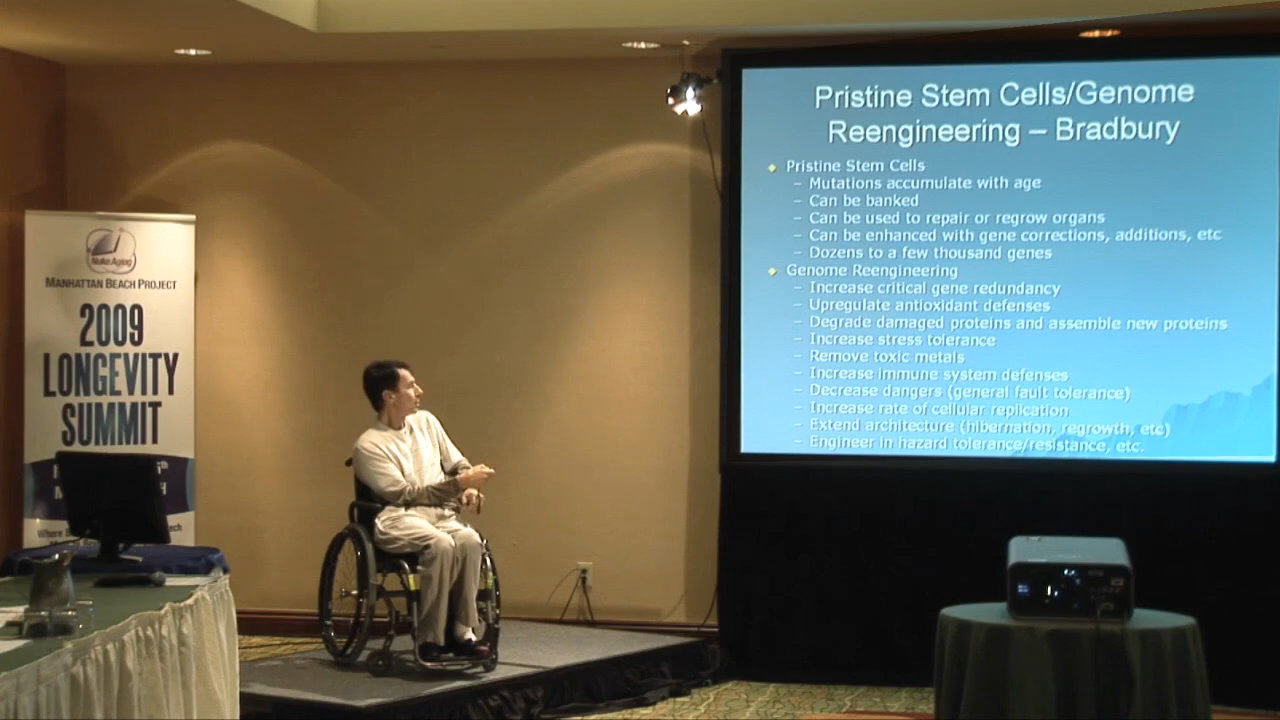 Nuke Aging
MANHATTAN BEACH PROJECT
2009
LONGEVITY
SUMMIT
Pristine Stem Cells/Genome
Reengineering – Bradbury
Pristine Stem Cells
– Mutations accumulate with age
– Can be banked
– Can be used to repair or regrow organs
– Can be enhanced with gene corrections, additions, etc
– Dozens to a few thousand genes
Genome Reengineering
– Increase critical gene redundancy
– Upregulate antioxidant defenses
– Degrade damaged proteins and assemble new proteins
– Increase stress tolerance
– Remove toxic metals
– Increase immune system defenses
– Decrease dangers (general fault tolerance)
– Increase rate of cellular replication
– Extend architecture (hibernation, regrowth, etc)
– Engineer in hazard tolerance/resistance, etc.